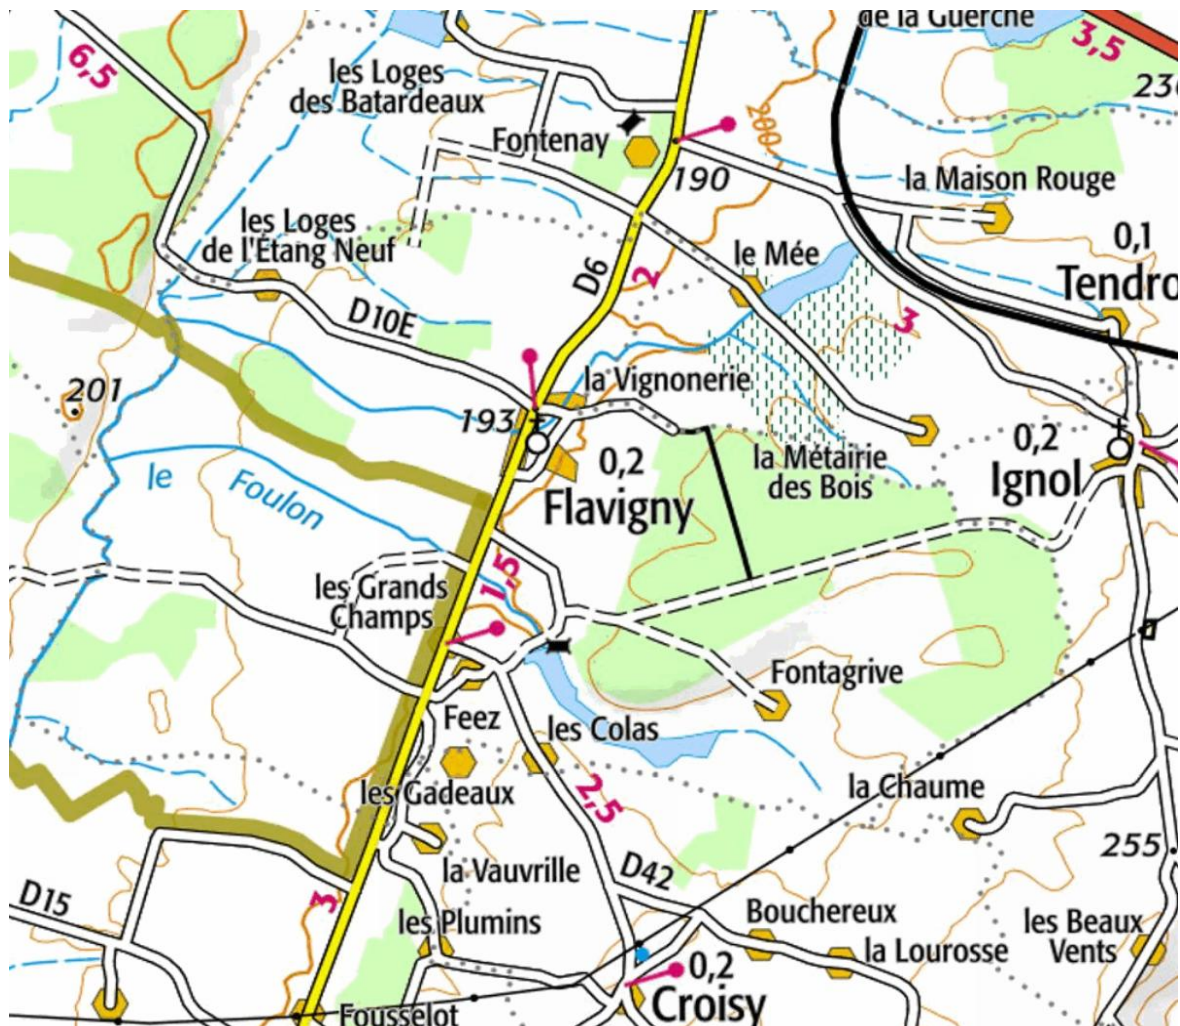 de la Guerche
6,5
3,5
les Loges
des Batardeaux
200
Fontenay
190
la Maison Rouge
les Loges
de l'Étang Neuf
0,1
le Mée
D6
2
Tendro
D10E
3
la Vignonerie
201
193
0,2
0,2
la Métairie
des Bois
Ignol
le Foulon
Flavigny
1,5
les Grands
Champs
Fontagrive
Feez
les Colas
les Gadeaux
la Chaume
2,5
255
la Vauvrille
D42
D15
3
les Plumins
Bouchereux
les Beaux
Vents
la Lourosse
0,2
Croisy
Fousselot